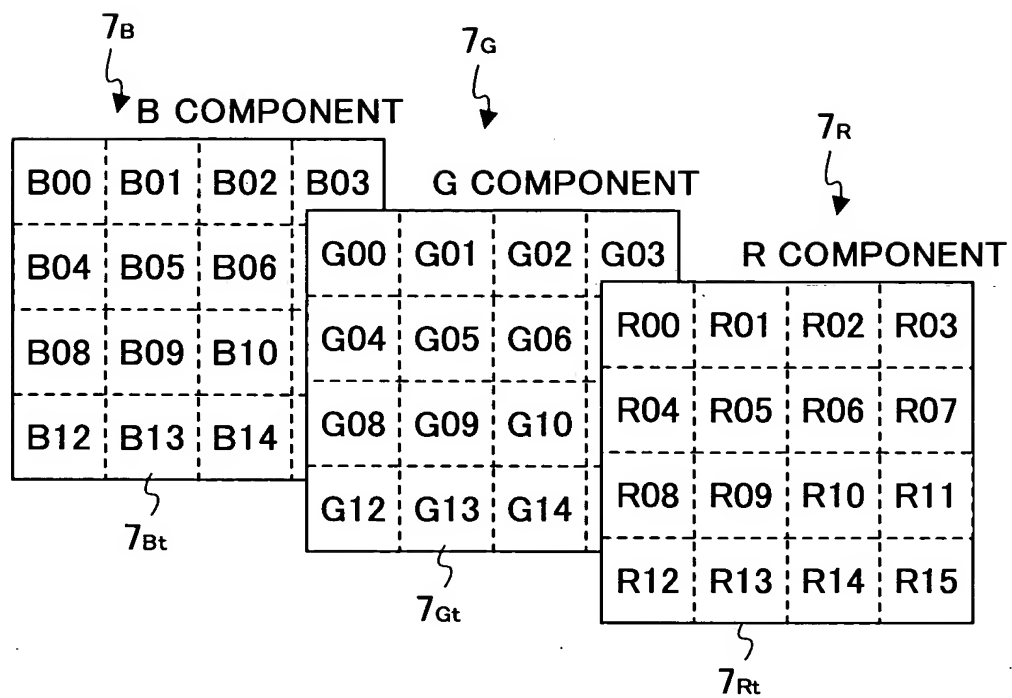 7B
7G
B COMPONENT
7R
B00 B01 B02 B03
G COMPONENT
B04 B05 B06
G00 G01 G02 G03
R COMPONENT
B08 B09 B10
G04 G05 G06
R00 R01 R02 R03
B12 B13 B14
G08 G09 G10
R04 R05 R06 R07
7Bt
G12 G13 G14
R08 R09 R10 R11
7Gt
R12 R13 R14 R15
7Rt